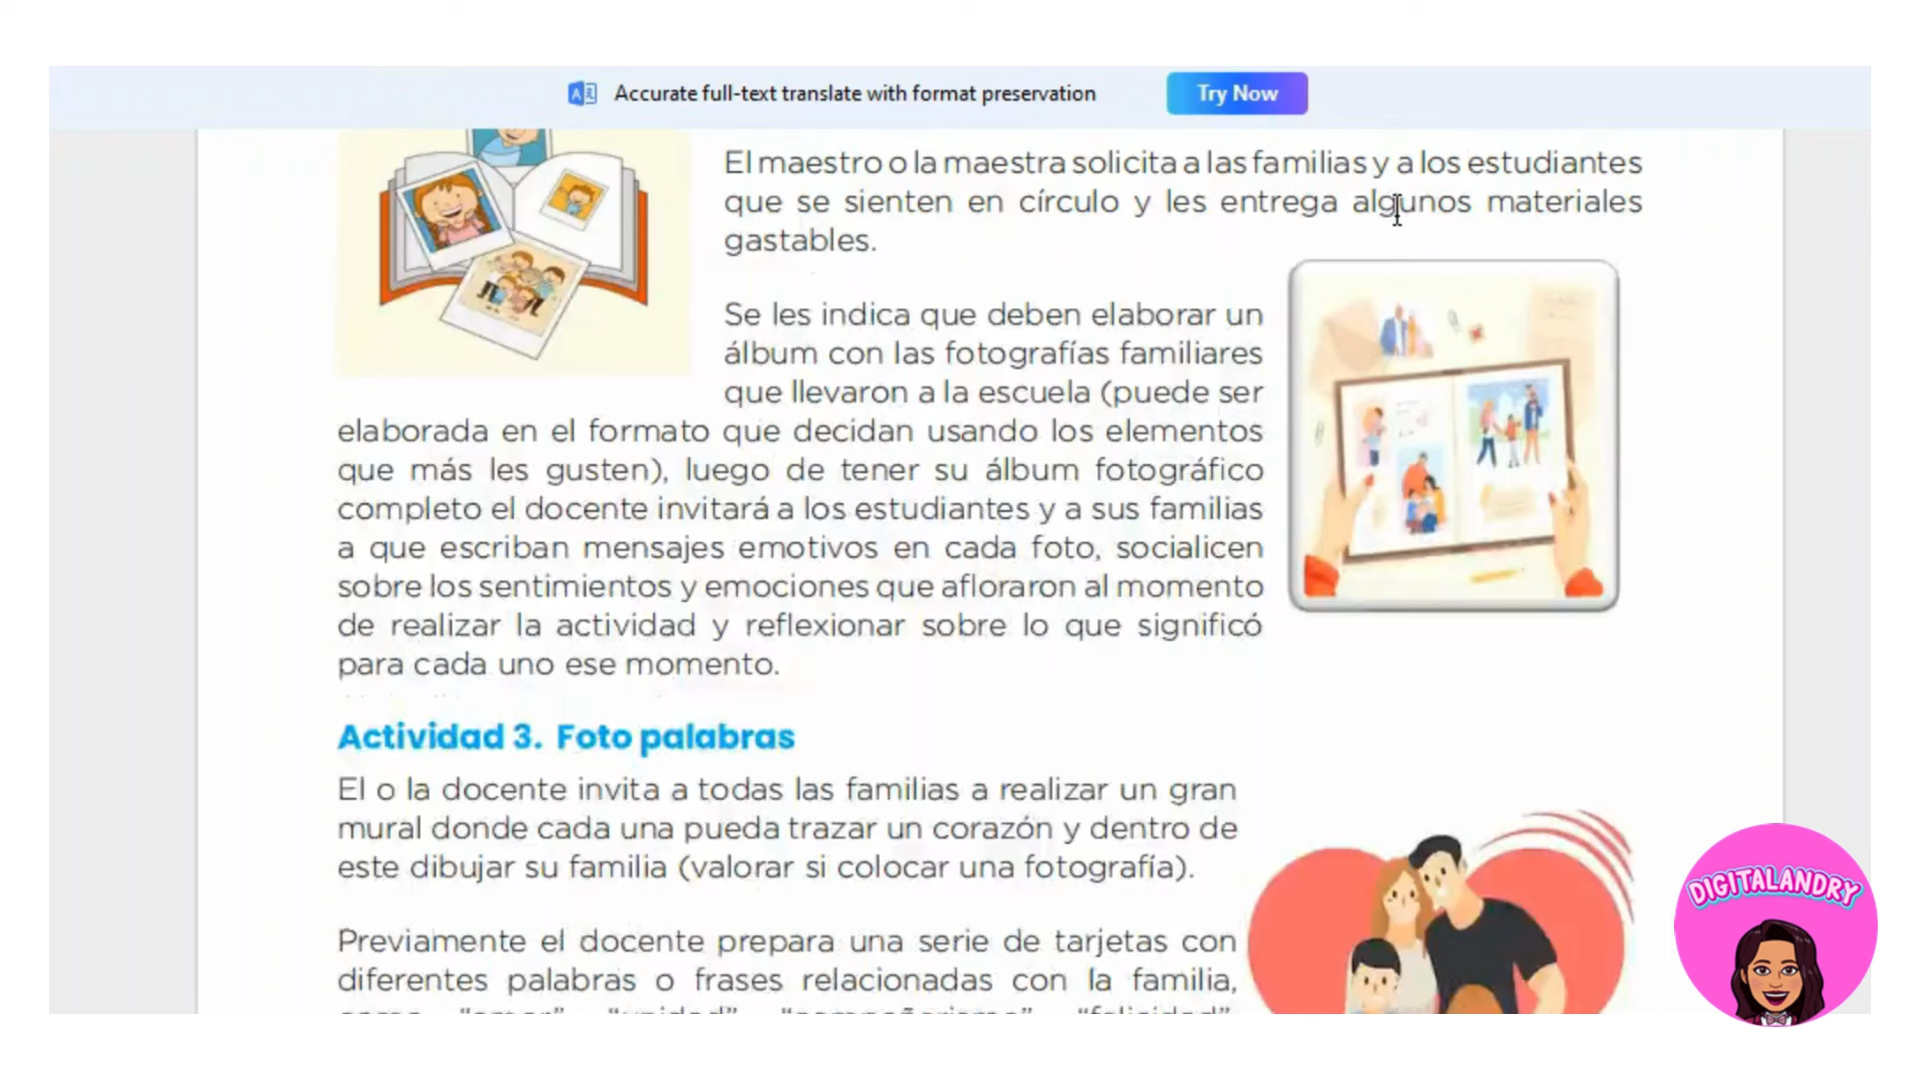 Accurate full-text translate with format preservation
Try Now
El maestro o la maestra solicita a las familias y a los estudiantes
que se sienten en círculo y les entrega algunos materiales
gastables.
Se les indica que deben elaborar un
álbum con las fotografías familiares
que llevaron a la escuela (puede ser
elaborada en el formato que decidan usando los elementos
que más les gusten), luego de tener su álbum fotográfico
completo el docente invitará a los estudiantes y a sus familias
a que escriban mensajes emotivos en cada foto, socialicen
sobre los sentimientos y emociones que afloraron al momento
de realizar la actividad y reflexionar sobre lo que significó
para cada uno ese momento.
Actividad 3. Foto palabras
El o la docente invita a todas las familias a realizar un gran
mural donde cada una pueda trazar un corazón y dentro de
este dibujar su familia (valorar si colocar una fotografía).
Previamente el docente prepara una serie de tarjetas con
diferentes palabras o frases relacionadas con la familia,
como "amor", "unidad", "compañerismo", "felicidad",
DIGITALANDRY